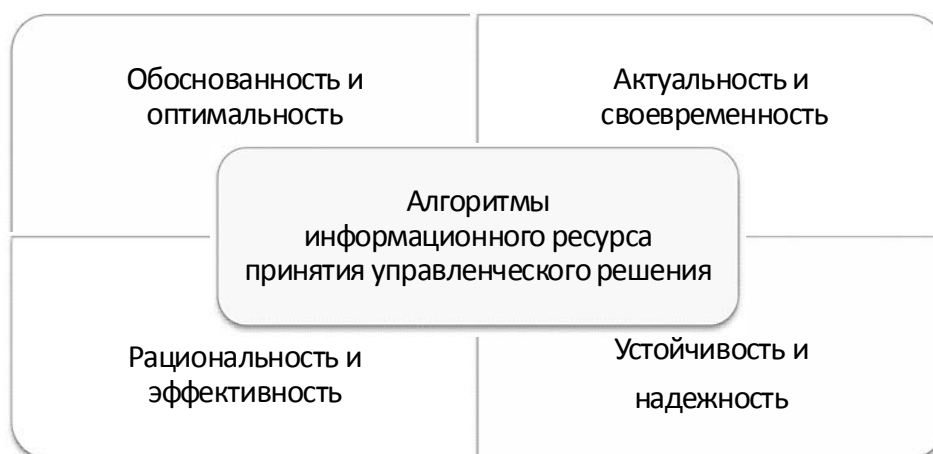 Обоснованность и
оптимальность
Актуальность и
своевременность
Алгоритмы
информационного ресурса
принятия управленческого решения
Рациональность и
эффективность
Устойчивость и
надежность